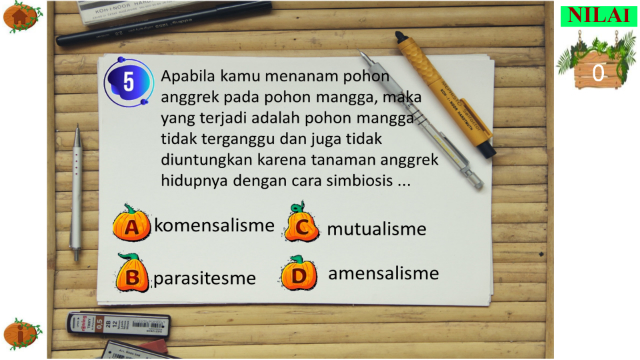 NILAI
0
5
Apabila kamu menanam pohon
anggrek pada pohon mangga, maka
yang terjadi adalah pohon mangga
tidak terganggu dan juga tidak
diuntungkan karena tanaman anggrek
hidupnya dengan cara simbiosis ...
A komensalisme
C mutualisme
B parasitesme
D amensalisme